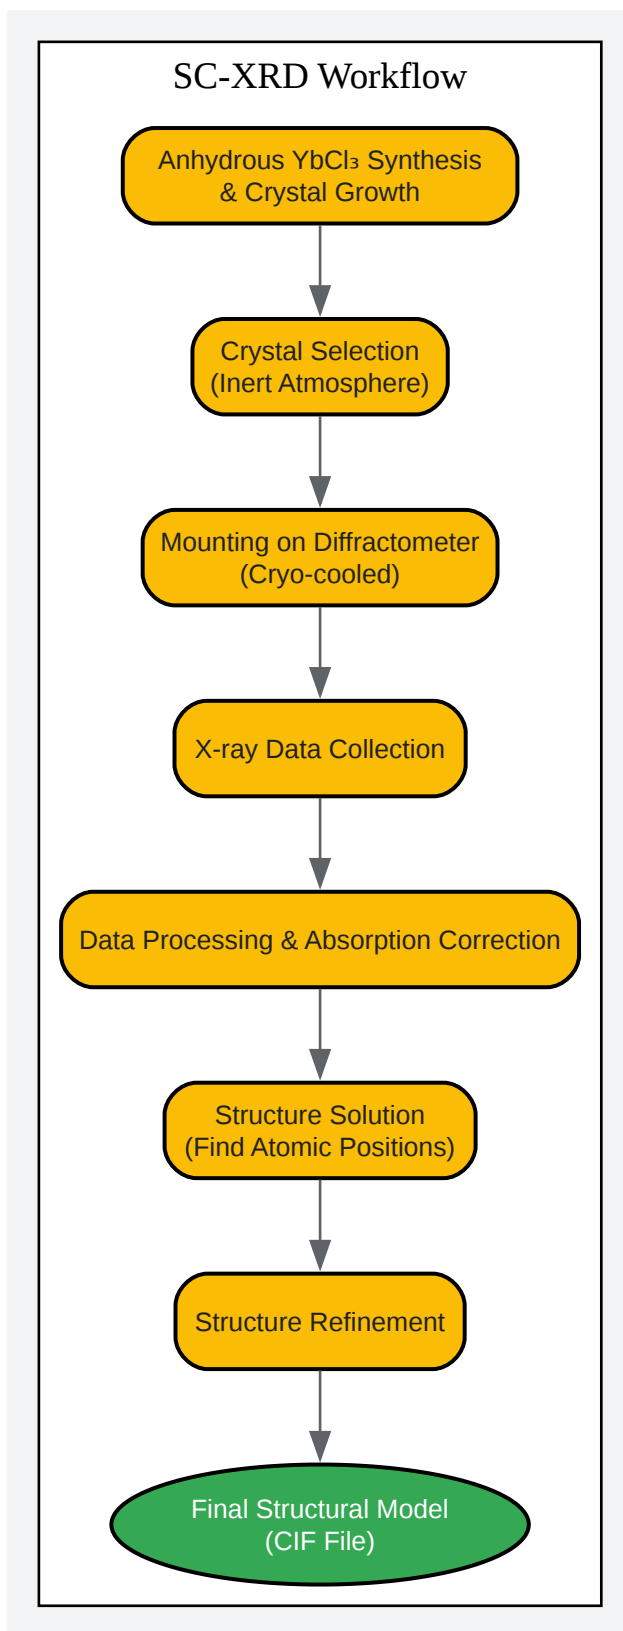 SC-XRD Workflow
Anhydrous YbCl₃ Synthesis
& Crystal Growth
Crystal Selection
(Inert Atmosphere)
Mounting on Diffractometer
(Cryo-cooled)
X-ray Data Collection
Data Processing & Absorption Correction
Structure Solution
(Find Atomic Positions)
Structure Refinement
Final Structural Model
(CIF File)